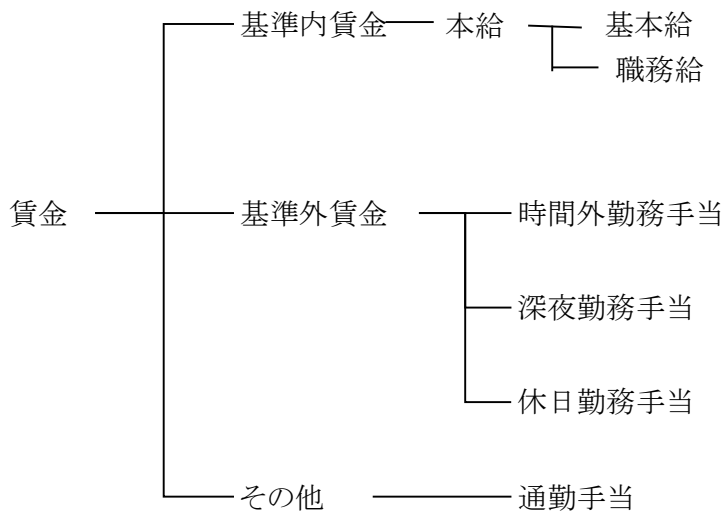 基準内賃金 本給 基本給
職務給
賃金 基準外賃金 時間外勤務手当
深夜勤務手当
休日勤務手当
その他 通勤手当